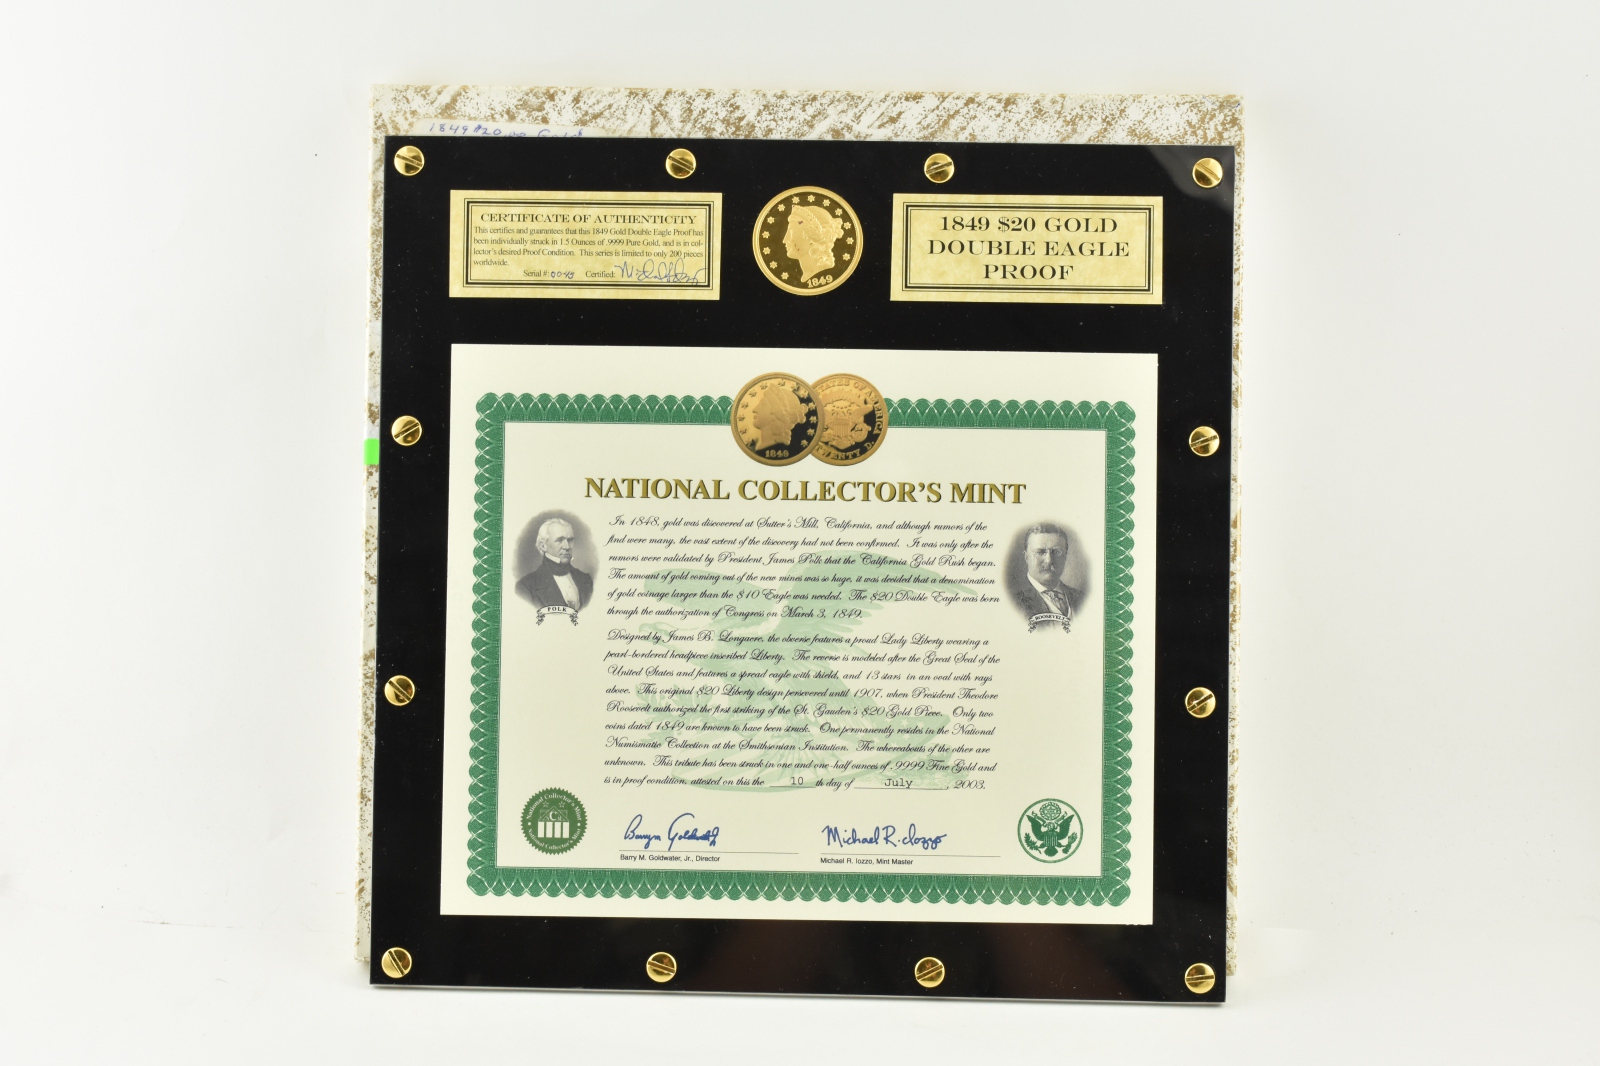 1849 $20.00 Gold
CERTIFICATE OF AUTHENTICITY
This certifies and guarantees that this 1849 Gold Double Eagle Proof has
been individually struck in 1.5 Ounces of .9999 Pure Gold, and is in col-
lector's desired Proof Condition. This series is limited to only 200 pieces
worldwide.
Serial #: Certified:
1849
1849 $20 GOLD
DOUBLE EAGLE
PROOF
1849
STATES OF AMERICA
TWENTY D.
NATIONAL COLLECTOR'S MINT
In 1848, gold was discovered at Sutter's Mill, California, and although rumors of the
find were many, the vast extent of the discovery had not been confirmed. It was only after the
rumors were validated by President James Polk that the California Gold Rush began.
The amount of gold coming out of the new mines was so huge, it was decided that a denomination
of gold coinage larger than the $10 Eagle was needed. The $20 Double Eagle was born
through the authorization of Congress on March 3, 1849.
POLK
ROOSEVELT
Designed by James B. Longacre, the obverse features a proud Lady Liberty wearing a
pearl-bordered headpiece inscribed Liberty. The reverse is modeled after the Great Seal of the
United States and features a spread eagle with shield, and 13 stars in an oval with rays
above. This original $20 Liberty design persevered until 1907, when President Theodore
Roosevelt authorized the first striking of the St. Gauden's $20 Gold Piece. Only two
coins dated 1849 are known to have been struck. One permanently resides in the National
Numismatic Collection at the Smithsonian Institution. The whereabouts of the other are
unknown. This tribute has been struck in one and one-half ounces of .9999 Fine Gold and
is in proof condition, attested on this the 10 th day of July, 2003.
National Collector's Mint
Michael R. Iozzo
Barry M. Goldwater, Jr., Director
Michael R. Iozzo, Mint Master